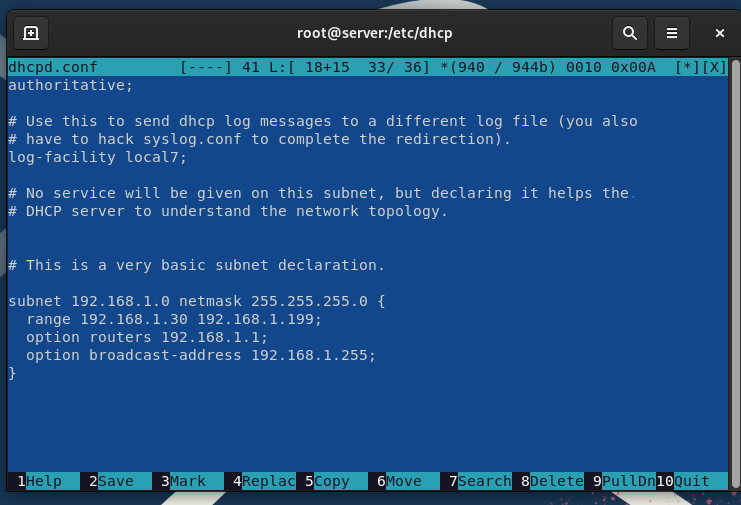 root@server:/etc/dhcp
dhcpd.conf         [----] 41 L:[ 18+15  33/ 36] *(940 / 944b) 0010 0x00A  [*][X]
authoritative;
# Use this to send dhcp log messages to a different log file (you also
# have to hack syslog.conf to complete the redirection).
log-facility local7;
# No service will be given on this subnet, but declaring it helps the.
# DHCP server to understand the network topology.
# This is a very basic subnet declaration.
subnet 192.168.1.0 netmask 255.255.255.0 {
  range 192.168.1.30 192.168.1.199;
  option routers 192.168.1.1;
  option broadcast-address 192.168.1.255;
}
1Help 2Save 3Mark 4Replac 5Copy 6Move 7Search 8Delete 9PullDn 10Quit